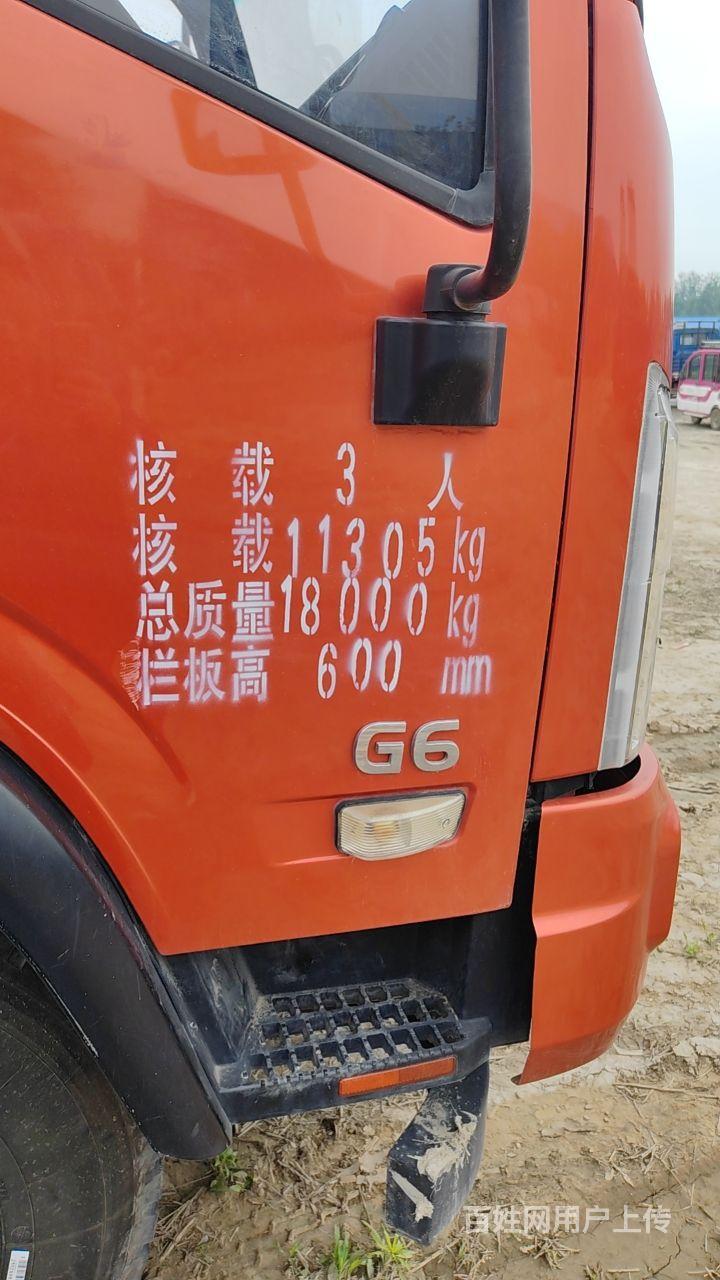 核 载 3 人
核 载 11305 kg
总质量 18000 kg
栏板高 600 mm
G6
百姓网用户上传